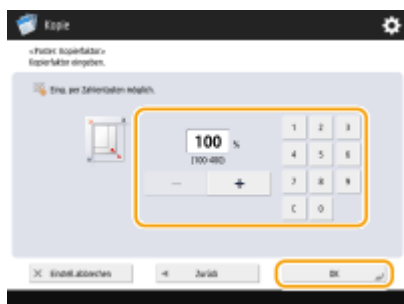 Kopie
<Poster: Kopierfaktor>
Kopierfaktor eingeben.
Eing. per Zahlentasten möglich.
100 %
(100-400)
1 2 3
4 5 6
− + 7 8 9
C 0
Einstell. abbrechen Zurück OK